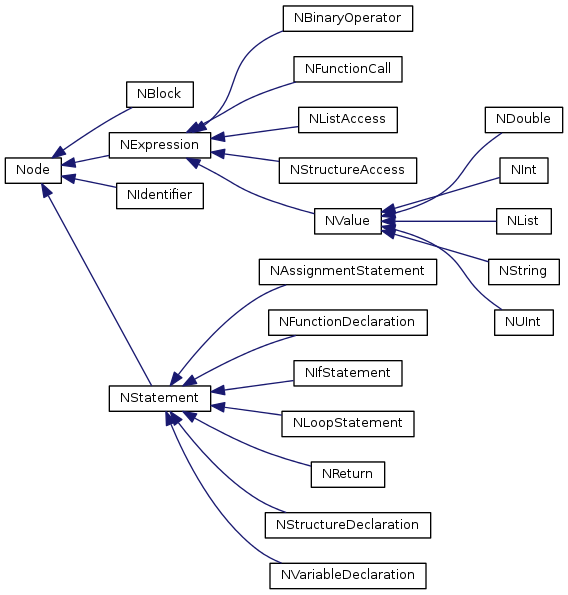 NBinaryOperator
NFunctionCall
NBlock
NListAccess
NDouble
NExpression
Node
NStructureAccess
NInt
NIdentifier
NValue
NList
NAssignmentStatement
NString
NFunctionDeclaration
NUInt
NIfStatement
NStatement
NLoopStatement
NReturn
NStructureDeclaration
NVariableDeclaration